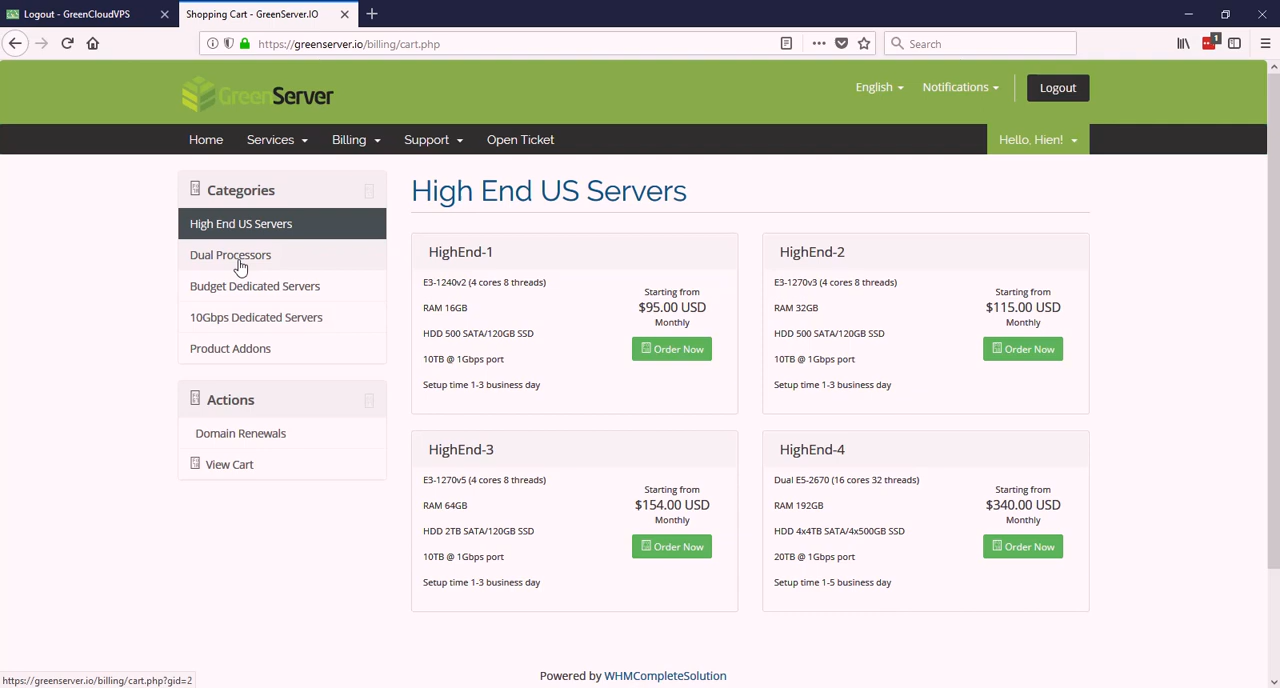 Logout - GreenCloudVPS
Shopping Cart - GreenServer.IO
https://greenserver.io/billing/cart.php
Search
1
GreenServer
English
Notifications
Logout
Home
Services
Billing
Support
Open Ticket
Hello, Hien!
Categories
High End US Servers
Dual Processors
Budget Dedicated Servers
10Gbps Dedicated Servers
Product Addons
Actions
Domain Renewals
View Cart
High End US Servers
HighEnd-1
E3-1240v2 (4 cores 8 threads)
RAM 16GB
HDD 500 SATA/120GB SSD
10TB @ 1Gbps port
Setup time 1-3 business day
Starting from
$95.00 USD
Monthly
Order Now
HighEnd-2
E3-1270v3 (4 cores 8 threads)
RAM 32GB
HDD 500 SATA/120GB SSD
10TB @ 1Gbps port
Setup time 1-3 business day
Starting from
$115.00 USD
Monthly
Order Now
HighEnd-3
E3-1270v5 (4 cores 8 threads)
RAM 64GB
HDD 2TB SATA/120GB SSD
10TB @ 1Gbps port
Setup time 1-3 business day
Starting from
$154.00 USD
Monthly
Order Now
HighEnd-4
Dual E5-2670 (16 cores 32 threads)
RAM 192GB
HDD 4x4TB SATA/4x500GB SSD
20TB @ 1Gbps port
Setup time 1-5 business day
Starting from
$340.00 USD
Monthly
Order Now
Powered by WHMCompleteSolution
https://greenserver.io/billing/cart.php?gid=2